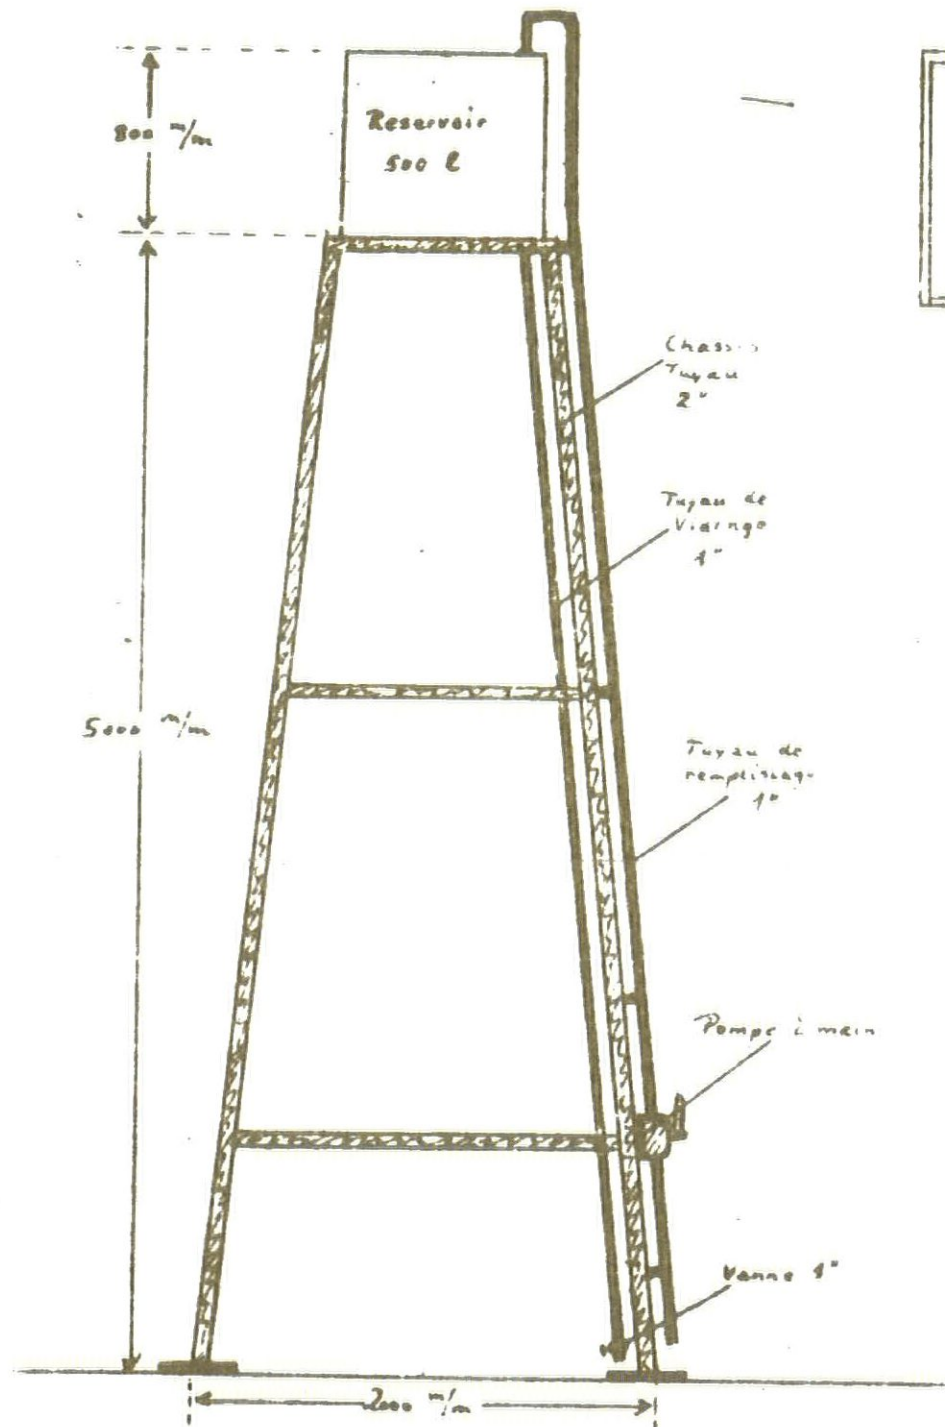 800 m/m
Reservoir
500 l
Chassis
Tuyau
2"
Tuyau de
Vidange
1"
5000 m/m
Tuyau de
remplissage
1"
Pompe à main
Vanne 1"
2000 m/m